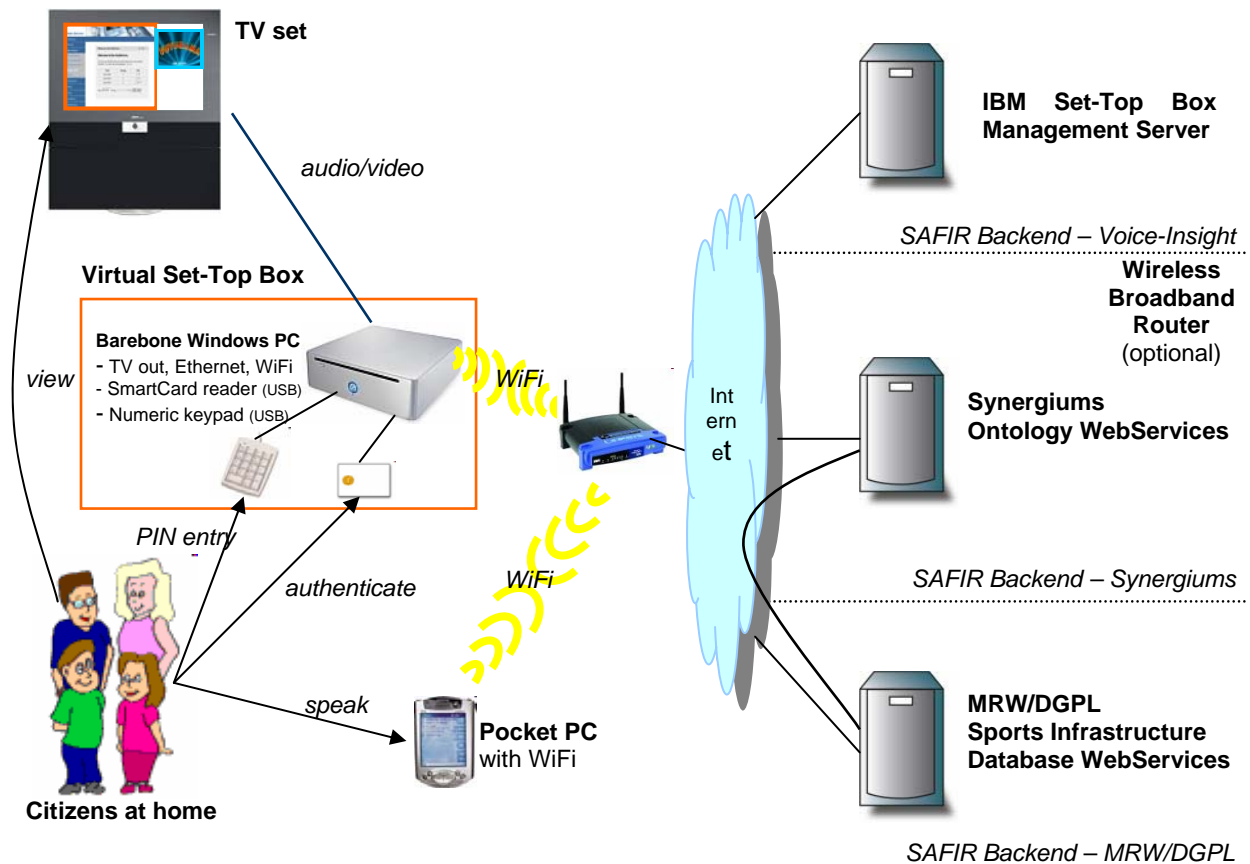 TV set
audio/video
IBM Set-Top Box
Management Server
SAFIR Backend – Voice-Insight
Virtual Set-Top Box
Barebone Windows PC
- TV out, Ethernet, WiFi
- SmartCard reader (USB)
- Numeric keypad (USB)
view
WiFi
Wireless
Broadband
Router
(optional)
Int
ern
et
Synergiums
Ontology WebServices
PIN entry
authenticate
WiFi
SAFIR Backend – Synergiums
speak
Pocket PC
with WiFi
MRW/DGPL
Sports Infrastructure
Database WebServices
Citizens at home
SAFIR Backend – MRW/DGPL